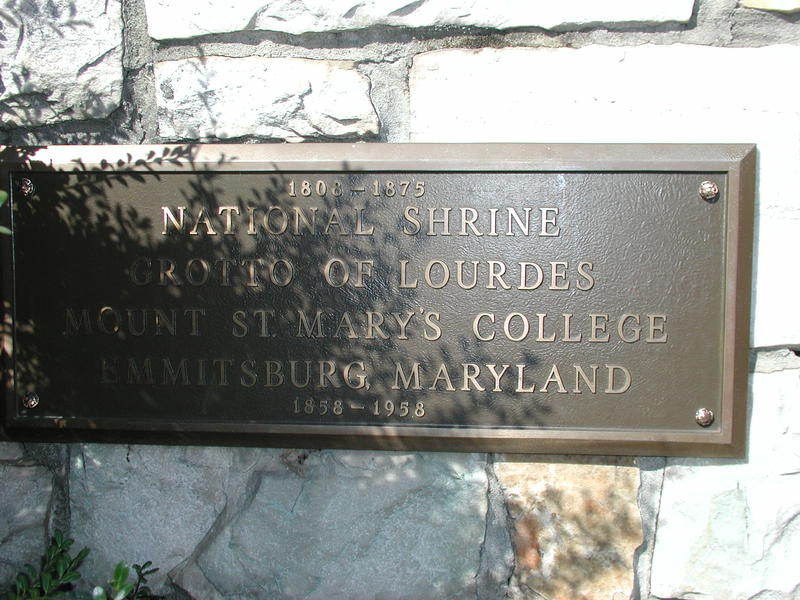 1808-1875
NATIONAL SHRINE
GROTTO OF LOURDES
MOUNT ST. MARY'S COLLEGE
EMMITSBURG, MARYLAND
1858-1958